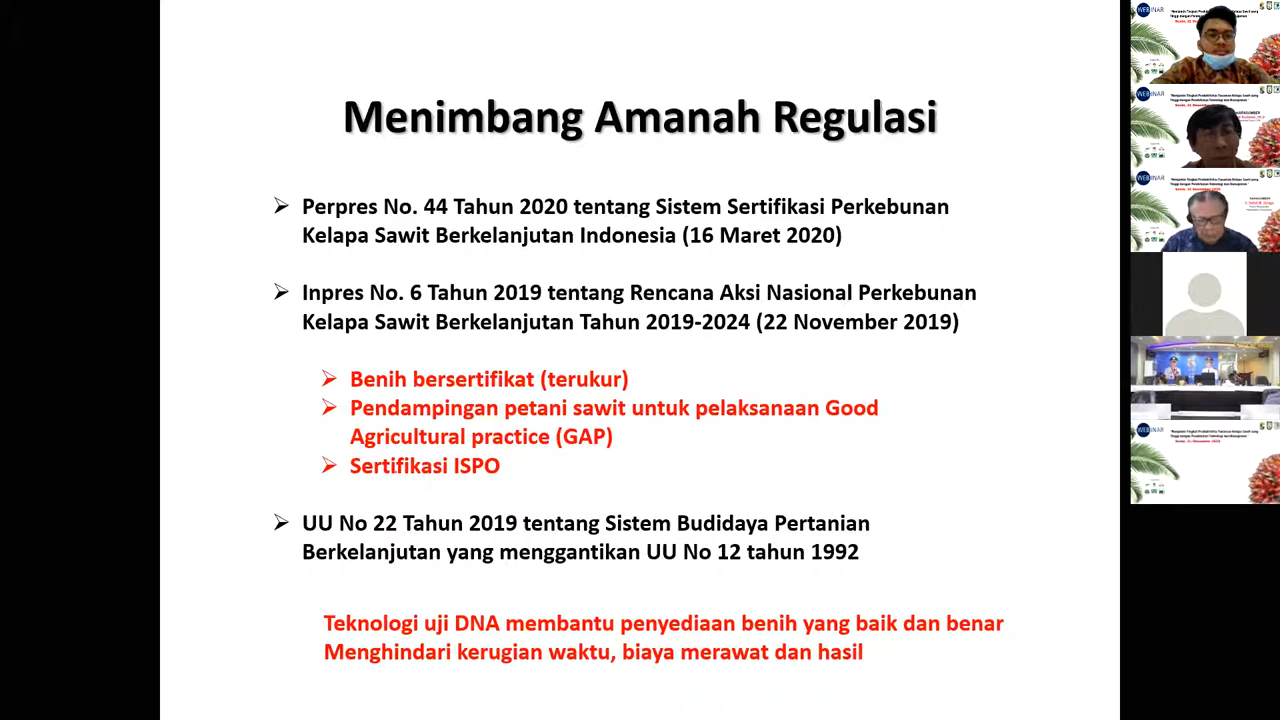 Menimbang Amanah Regulasi
Perpres No. 44 Tahun 2020 tentang Sistem Sertifikasi Perkebunan
Kelapa Sawit Berkelanjutan Indonesia (16 Maret 2020)
Inpres No. 6 Tahun 2019 tentang Rencana Aksi Nasional Perkebunan
Kelapa Sawit Berkelanjutan Tahun 2019-2024 (22 November 2019)
Benih bersertifikat (terukur)
Pendampingan petani sawit untuk pelaksanaan Good
Agricultural practice (GAP)
Sertifikasi ISPO
UU No 22 Tahun 2019 tentang Sistem Budidaya Pertanian
Berkelanjutan yang menggantikan UU No 12 tahun 1992
Teknologi uji DNA membantu penyediaan benih yang baik dan benar
Menghindari kerugian waktu, biaya merawat dan hasil
WEBINAR
WEBINAR
WEBINAR
WEBINAR